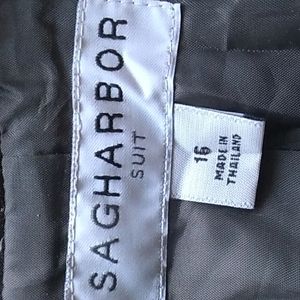 SAGHARBOR
SUIT
16
MADE IN
THAILAND